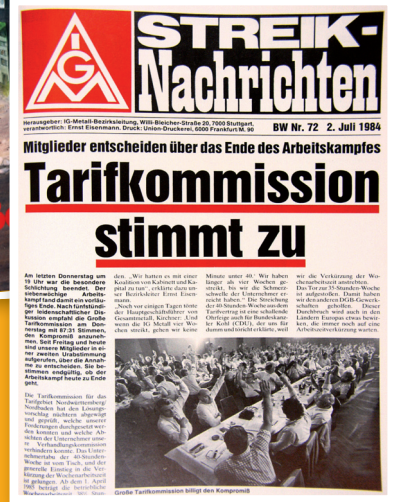 IGM
STREIK-
Nachrichten
Herausgeber: IG-Metall-Bezirksleitung, Willi-Bleicher-Straße 20, 7000 Stuttgart,
verantwortlich: Ernst Eisenmann. Druck: Union-Druckerei, 6000 Frankfurt/M. 90
BW Nr. 72 2. Juli 1984
Mitglieder entscheiden über das Ende des Arbeitskampfes
Tarifkommission
stimmt zu
Am letzten Donnerstag um
19 Uhr war die besondere
Schlichtung beendet. Der
siebenwöchige Arbeits-
kampf fand damit ein vorläu-
figes Ende. Nach fünfstündi-
ger leidenschaftlicher Dis-
kussion empfahl die Große
Tarifkommission am Don-
nerstag mit 87:31 Stimmen,
den Kompromiß anzuneh-
men. Seit Freitag und heute
sind unsere Mitglieder in ei-
ner zweiten Urabstimmung
aufgerufen, über die Annah-
me zu entscheiden. Sie be-
stimmen endgültig, ob der
Arbeitskampf heute zu Ende
geht.
Die Tarifkommission für das
Tarifgebiet Nordwürttemberg/
Nordbaden hat den Lösungs-
vorschlag nüchtern abgewägt
und geprüft, welche unserer
Forderungen durchgesetzt wer-
den konnten und welche Ab-
sichten der Unternehmer unse-
re Verhandlungskommission
verhindern konnte. Das Unter-
nehmertabu der 40-Stunden-
Woche ist vom Tisch, und der
generelle Einstieg in die Ver-
kürzung der Wochenarbeitszeit
ist gelungen. Ab dem 1. April
1985 beträgt die betriebliche
den. „Wir hatten es mit einer
Koalition von Kabinett und Ka-
pital zu tun", erklärte dazu un-
ser Bezirksleiter Ernst Eisen-
mann.
„Noch vor einigen Tagen tönte
der Hauptgeschäftsführer von
Gesamtmetall, Kirchner: ‚Und
wenn die IG Metall vier Wo-
chen streikt, gehen wir keine
Minute unter 40.' Wir haben
länger als vier Wochen ge-
streikt, bis wir die Schmerz-
schwelle der Unternehmer er-
reicht haben." Die Streichung
der 40-Stunden-Woche aus dem
Tarifvertrag ist eine schallende
Ohrfeige auch für Bundeskanz-
ler Kohl (CDU), der uns für
dumm und töricht erklärte, weil
wir die Verkürzung der Wo-
chenarbeitszeit anstrebten.
Das Tor zur 35-Stunden-Woche
ist aufgestoßen. Damit haben
wir den anderen DGB-Gewerk-
schaften geholfen. Dieser
Durchbruch wird auch in den
Ländern Europas etwas bewir-
ken, die immer noch auf eine
Arbeitszeitverkürzung warten.
Große Tarifkommission billigt den Kompromiß